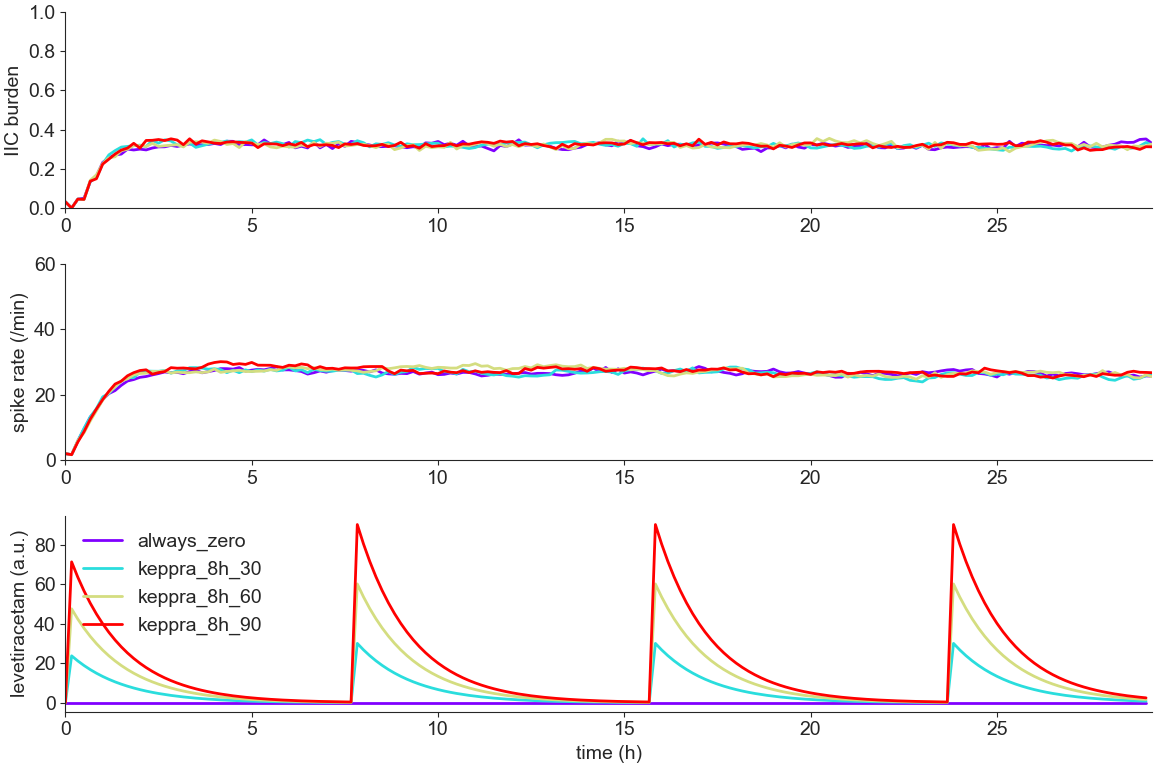 IIC burden
1.0
0.8
0.6
0.4
0.2
0.0
0 5 10 15 20 25
spike rate (/min)
60
40
20
0
0 5 10 15 20 25
levetiracetam (a.u.)
80
60
40
20
0
always_zero
keppra_8h_30
keppra_8h_60
keppra_8h_90
0 5 10 15 20 25
time (h)